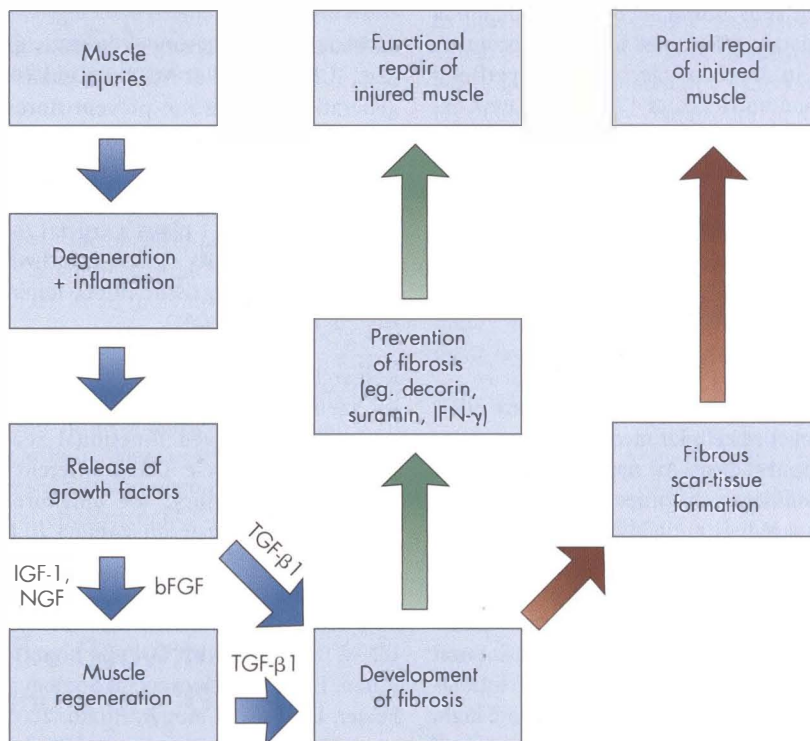 Muscle
injuries
Functional
repair of
injured muscle
Partial repair
of injured
muscle
Degeneration
+ inflamation
Prevention
of fibrosis
(eg. decorin,
suramin, IFN-γ)
Release of
growth factors
Fibrous
scar-tissue
formation
IGF-1,
NGF
bFGF
TGF-β1
Muscle
regeneration
TGF-β1
Development
of fibrosis